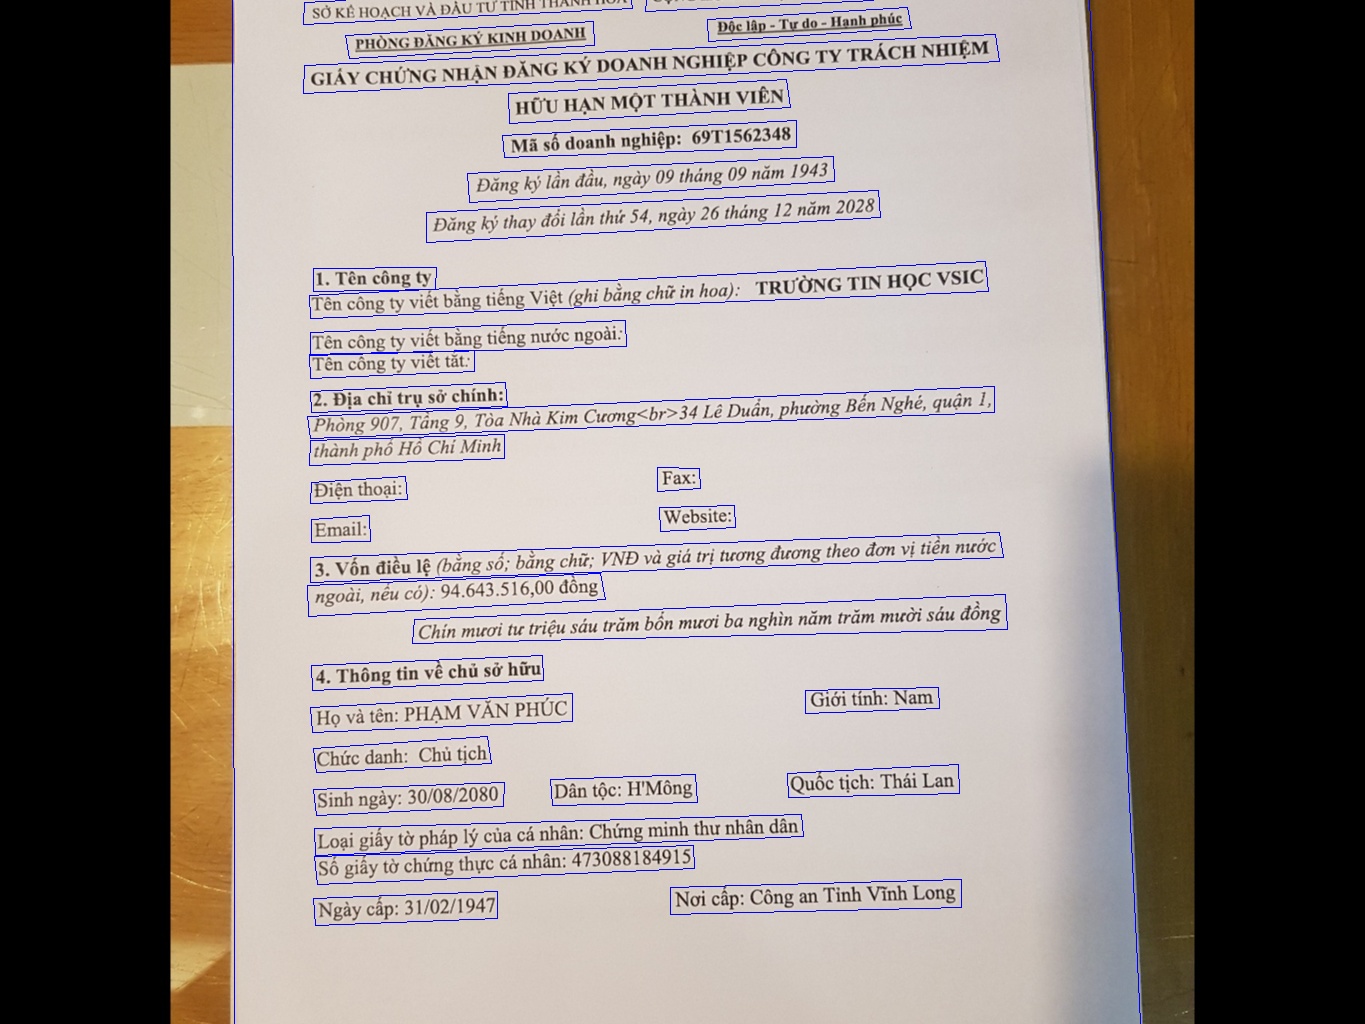 SỞ KẾ HOẠCH VÀ ĐẦU TƯ TỈNH THANH HÓA
PHÒNG ĐĂNG KÝ KINH DOANH
Độc lập - Tự do - Hạnh phúc
GIẤY CHỨNG NHẬN ĐĂNG KÝ DOANH NGHIỆP CÔNG TY TRÁCH NHIỆM
HỮU HẠN MỘT THÀNH VIÊN
Mã số doanh nghiệp: 69T1562348
Đăng ký lần đầu, ngày 09 tháng 09 năm 1943
Đăng ký thay đổi lần thứ 54, ngày 26 tháng 12 năm 2028
1. Tên công ty
Tên công ty viết bằng tiếng Việt (ghi bằng chữ in hoa): TRƯỜNG TIN HỌC VSIC
Tên công ty viết bằng tiếng nước ngoài:
Tên công ty viết tắt:
2. Địa chỉ trụ sở chính:
Phòng 907, Tầng 9, Tòa Nhà Kim Cương<br>34 Lê Duẩn, phường Bến Nghé, quận 1,
thành phố Hồ Chí Minh
Điện thoại: Fax:
Email: Website:
3. Vốn điều lệ (bằng số; bằng chữ; VNĐ và giá trị tương đương theo đơn vị tiền nước
ngoài, nếu có): 94.643.516,00 đồng
Chín mươi tư triệu sáu trăm bốn mươi ba nghìn năm trăm mười sáu đồng
4. Thông tin về chủ sở hữu
Họ và tên: PHẠM VĂN PHÚC Giới tính: Nam
Chức danh: Chủ tịch
Sinh ngày: 30/08/2080 Dân tộc: H'Mông Quốc tịch: Thái Lan
Loại giấy tờ pháp lý của cá nhân: Chứng minh thư nhân dân
Số giấy tờ chứng thực cá nhân: 473088184915
Ngày cấp: 31/02/1947 Nơi cấp: Công an Tỉnh Vĩnh Long